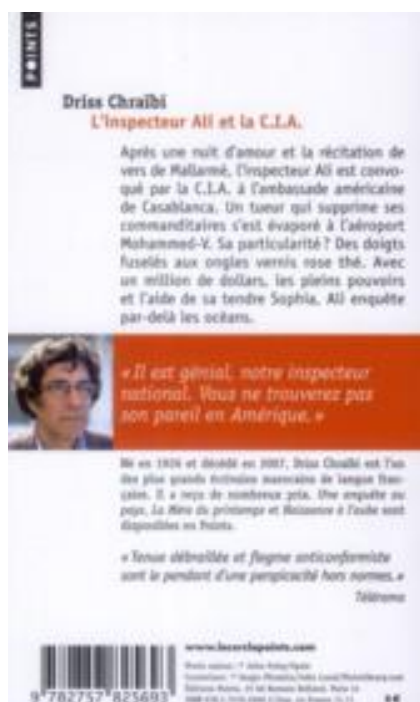 POINTS
Driss Chraïbi
L'Inspecteur Ali et la C.I.A.
Après une nuit d'amour et la récitation de
vers de Mallarmé, l'inspecteur Ali est convo-
qué par la C.I.A. à l'ambassade américaine
de Casablanca. Un tueur qui supprime ses
commanditaires s'est évaporé à l'aéroport
Mohammed-V. Sa particularité ? Des doigts
fuselés aux ongles vernis rose thé. Avec
un million de dollars, les pleins pouvoirs
et l'aide de sa tendre Sophia, Ali enquête
par-delà les océans.
« Il est génial, notre inspecteur
national. Vous ne trouverez pas
son pareil en Amérique. »
Né en 1926 et décédé en 2007, Driss Chraïbi est l'un
des plus grands écrivains marocains de langue fran-
çaise. Il a reçu de nombreux prix. Une enquête au
pays, La Mère du printemps et Naissance à l'aube sont
disponibles en Points.
« Tenue débraillée et flegme anticonformiste
sont le pendant d'une perspicacité hors normes. »
Télérama
www.lecerclepoints.com
9 782757 825693